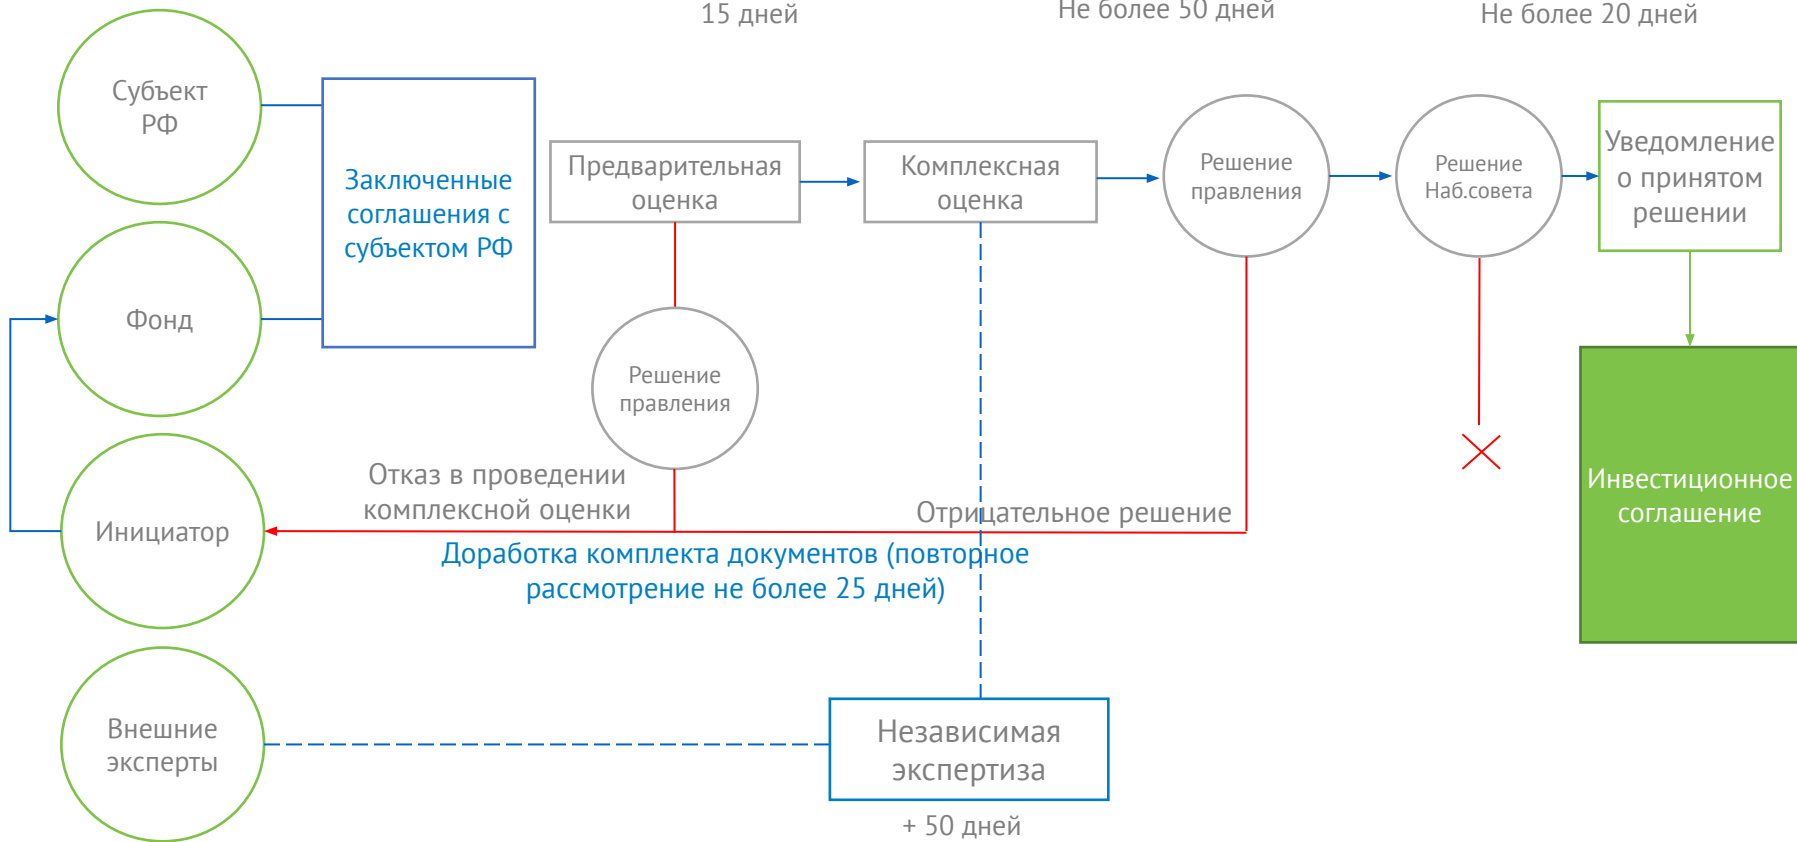 15 дней
Не более 50 дней
Не более 20 дней
Субъект
РФ
Заключенные
соглашения с
субъектом РФ
Предварительная
оценка
Комплексная
оценка
Решение
правления
Решение
Наб.совета
Уведомление
о принятом
решении
Фонд
Решение
правления
Инициатор
Отказ в проведении
комплексной оценки
Отрицательное решение
Доработка комплекта документов (повторное
рассмотрение не более 25 дней)
Инвестиционное
соглашение
Внешние
эксперты
Независимая
экспертиза
+ 50 дней